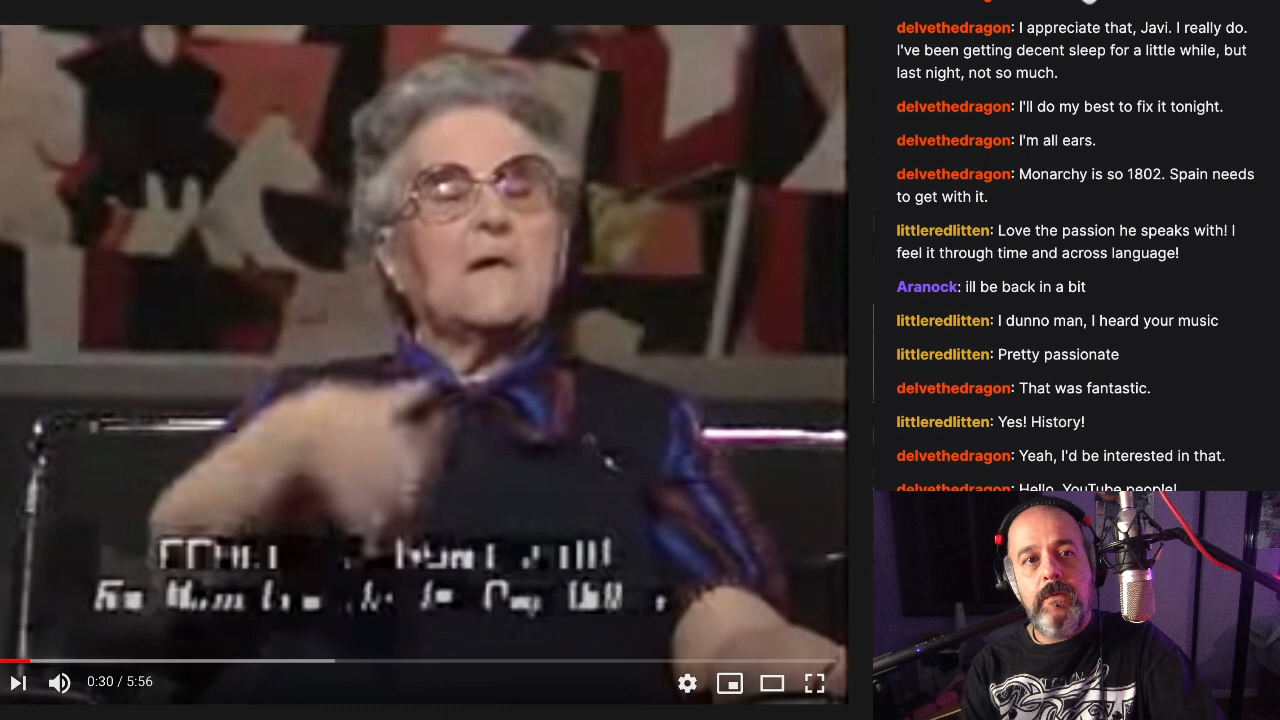 delvethedragon: I appreciate that, Javi. I really do.
I've been getting decent sleep for a little while, but
last night, not so much.
delvethedragon: I'll do my best to fix it tonight.
delvethedragon: I'm all ears.
delvethedragon: Monarchy is so 1802. Spain needs
to get with it.
littleredlitten: Love the passion he speaks with! I
feel it through time and across language!
Aranock: ill be back in a bit
littleredlitten: I dunno man, I heard your music
littleredlitten: Pretty passionate
delvethedragon: That was fantastic.
littleredlitten: Yes! History!
delvethedragon: Yeah, I'd be interested in that.
delvethedragon: Hello, YouTube people!
0:30 / 5:56